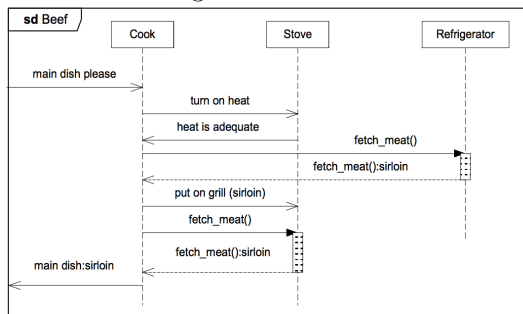 sd Beef
Cook
Stove
Refrigerator
main dish please
turn on heat
heat is adequate
fetch_meat()
fetch_meat():sirloin
put on grill (sirloin)
fetch_meat()
fetch_meat():sirloin
main dish:sirloin